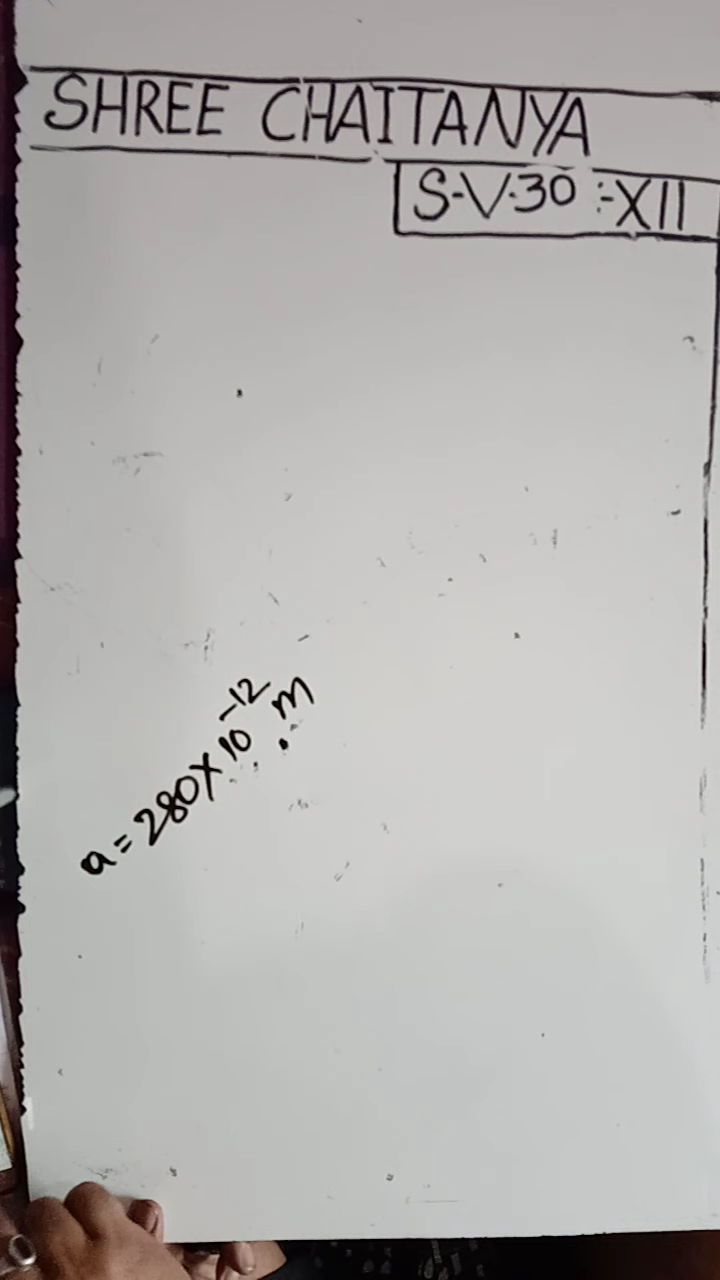 SHREE CHAITANYA
S-V.30 :-XII
a = 280 X 10⁻¹² m